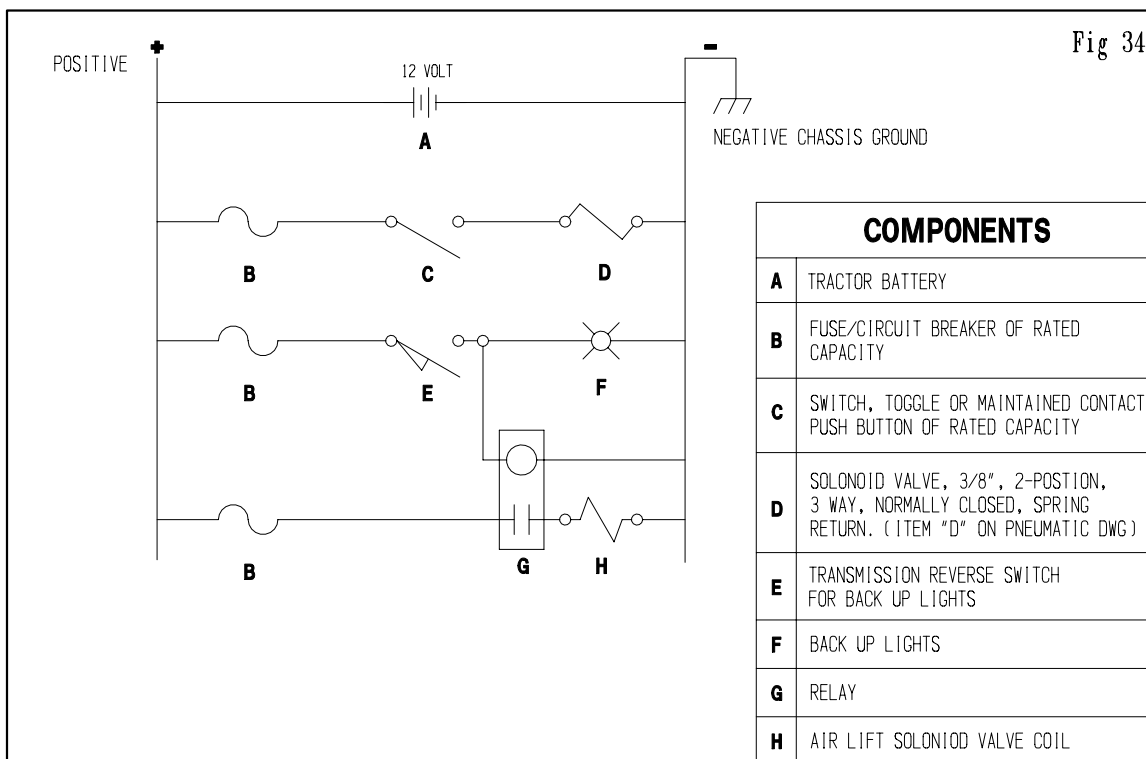 Fig 34
+
-
POSITIVE
12 VOLT
A
NEGATIVE CHASSIS GROUND
B
C
D
B
E
F
B
G
H
COMPONENTS
A TRACTOR BATTERY
B FUSE/CIRCUIT BREAKER OF RATED
CAPACITY
C SWITCH, TOGGLE OR MAINTAINED CONTACT
PUSH BUTTON OF RATED CAPACITY
D SOLONOID VALVE, 3/8", 2-POSTION,
3 WAY, NORMALLY CLOSED, SPRING
RETURN. (ITEM "D" ON PNEUMATIC DWG)
E TRANSMISSION REVERSE SWITCH
FOR BACK UP LIGHTS
F BACK UP LIGHTS
G RELAY
H AIR LIFT SOLONIOD VALVE COIL